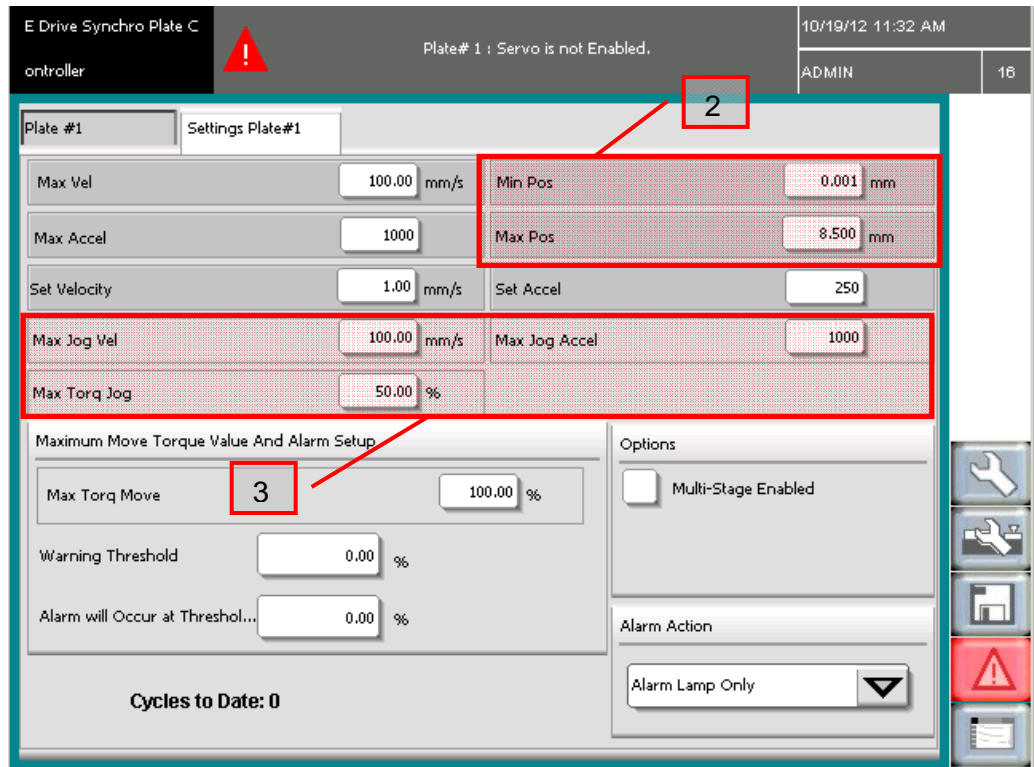 E Drive Synchro Plate C
ontroller
!
Plate# 1 : Servo is not Enabled.
10/19/12 11:32 AM
ADMIN
16
2
Plate #1
Settings Plate#1
Max Vel 100.00 mm/s
Min Pos 0.001 mm
Max Accel 1000
Max Pos 8.500 mm
Set Velocity 1.00 mm/s
Set Accel 250
Max Jog Vel 100.00 mm/s
Max Jog Accel 1000
Max Torq Jog 50.00 %
Maximum Move Torque Value And Alarm Setup
Options
Max Torq Move 100.00 %
3
Multi-Stage Enabled
Warning Threshold 0.00 %
Alarm will Occur at Threshol... 0.00 %
Alarm Action
Alarm Lamp Only
Cycles to Date: 0